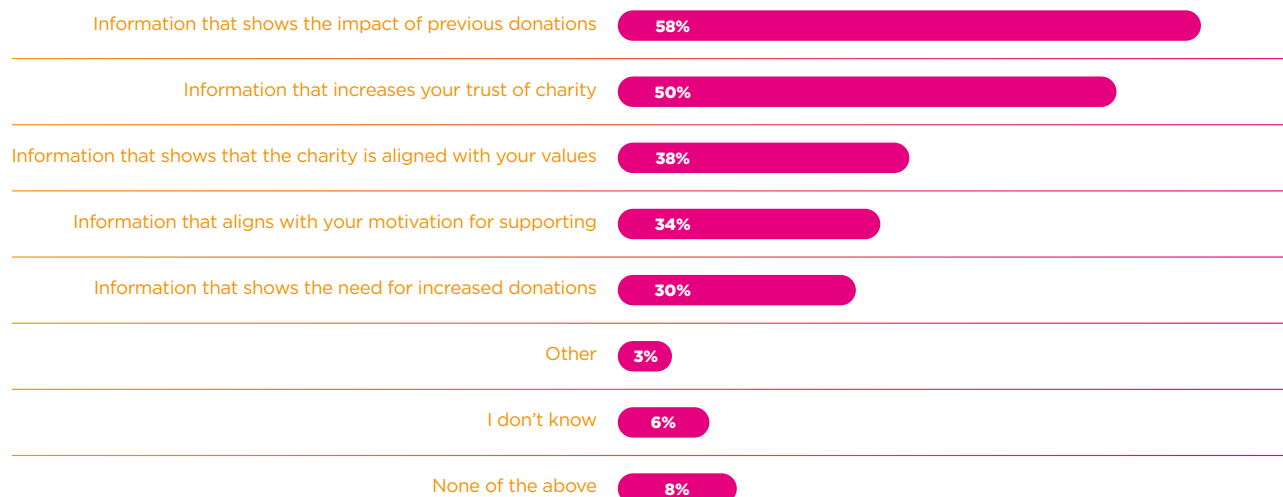 Information that shows the impact of previous donations 58%
Information that increases your trust of charity 50%
Information that shows that the charity is aligned with your values 38%
Information that aligns with your motivation for supporting 34%
Information that shows the need for increased donations 30%
Other 3%
I don’t know 6%
None of the above 8%